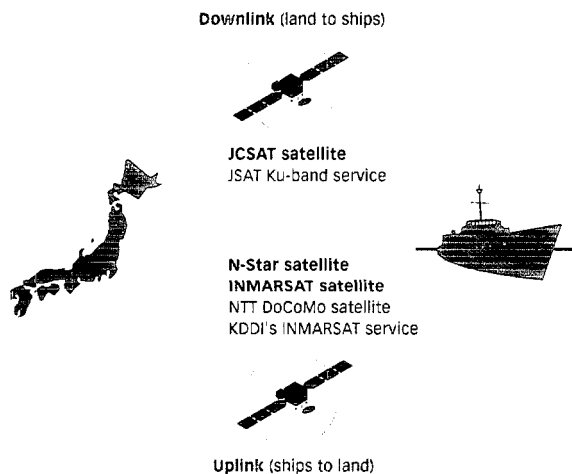 Downlink (land to ships)
JCSAT satellite
JSAT Ku-band service
N-Star satellite
INMARSAT satellite
NTT DoCoMo satellite
KDDI's INMARSAT service
Uplink (ships to land)